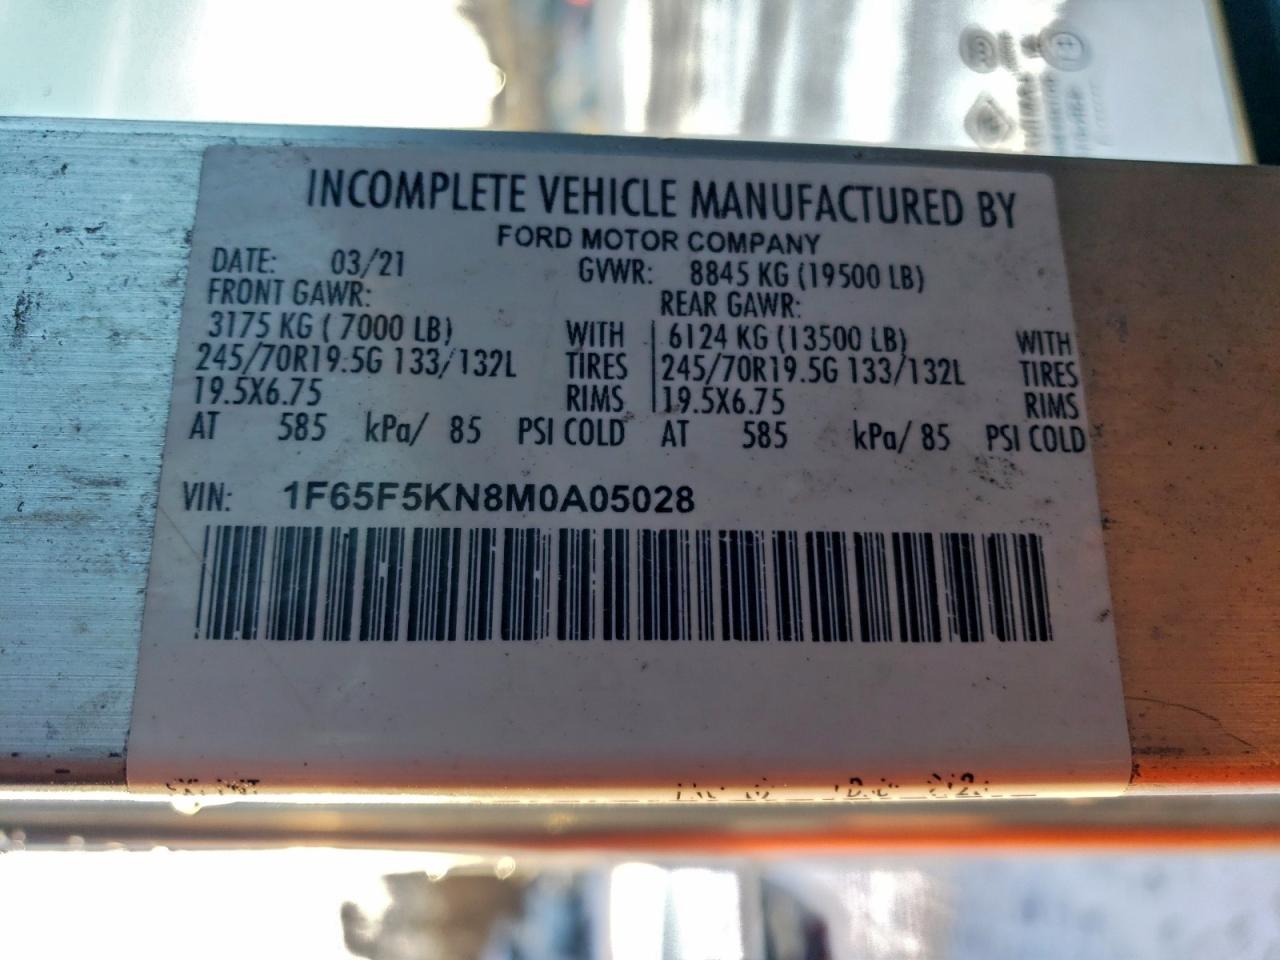 INCOMPLETE VEHICLE MANUFACTURED BY
FORD MOTOR COMPANY
DATE: 03/21 GVWR: 8845 KG (19500 LB)
FRONT GAWR: REAR GAWR:
3175 KG ( 7000 LB) WITH 6124 KG (13500 LB) WITH
245/70R19.5G 133/132L TIRES 245/70R19.5G 133/132L TIRES
19.5X6.75 RIMS 19.5X6.75 RIMS
AT 585 kPa/ 85 PSI COLD AT 585 kPa/ 85 PSI COLD
VIN: 1F65F5KN8M0A05028